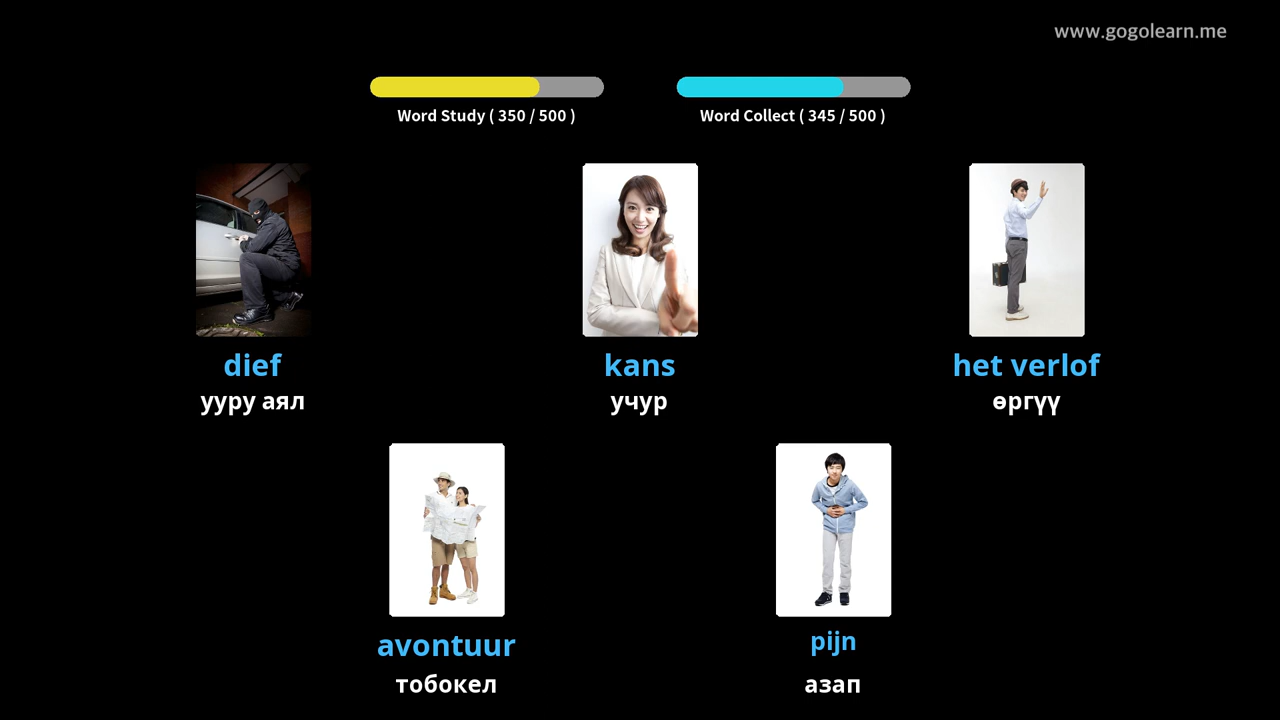 www.gogolearn.me
Word Study ( 350 / 500 )
Word Collect ( 345 / 500 )
dief
kans
het verlof
ууру аял
учур
өргүү
avontuur
pijn
тобокел
азап